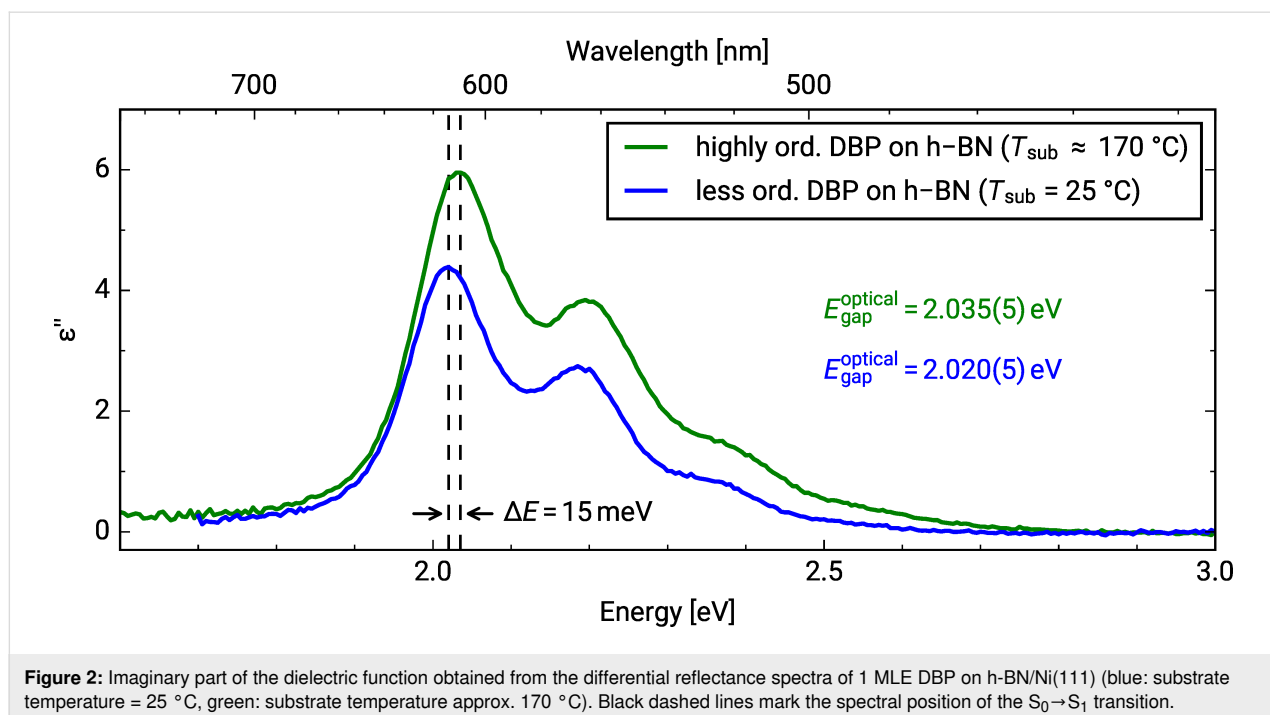 Wavelength [nm]
700 600 500
highly ord. DBP on h−BN (Tsub ≈ 170 °C)
less ord. DBP on h−BN (Tsub = 25 °C)
6
4
2
0
ε"
E optical gap = 2.035(5) eV
E optical gap = 2.020(5) eV
ΔE = 15 meV
2.0 2.5 3.0
Energy [eV]
Figure 2: Imaginary part of the dielectric function obtained from the differential reflectance spectra of 1 MLE DBP on h-BN/Ni(111) (blue: substrate
temperature = 25 °C, green: substrate temperature approx. 170 °C). Black dashed lines mark the spectral position of the S0→S1 transition.